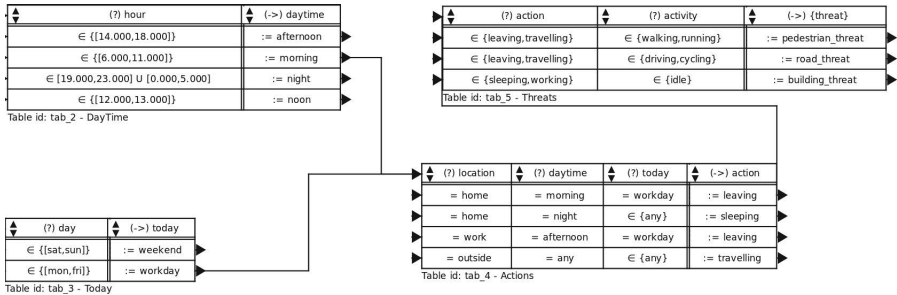 (?) hour (->) daytime
∈ {[14.000,18.000]} := afternoon
∈ {[6.000,11.000]} := morning
∈ [19.000,23.000] U [0.000,5.000] := night
∈ {[12.000,13.000]} := noon
Table id: tab_2 - DayTime
(?) action (?) activity (->) {threat}
∈ {leaving,travelling} ∈ {walking,running} := pedestrian_threat
∈ {leaving,travelling} ∈ {driving,cycling} := road_threat
∈ {sleeping,working} ∈ {idle} := building_threat
Table id: tab_5 - Threats
(?) day (->) today
∈ {[sat,sun]} := weekend
∈ {[mon,fri]} := workday
Table id: tab_3 - Today
(?) location (?) daytime (?) today (->) action
= home = morning = workday := leaving
= home = night ∈ {any} := sleeping
= work = afternoon = workday := leaving
= outside = any ∈ {any} := travelling
Table id: tab_4 - Actions